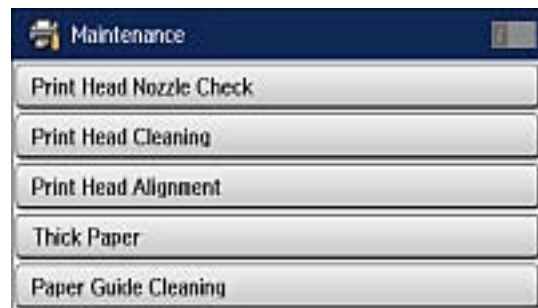 Maintenance
Print Head Nozzle Check
Print Head Cleaning
Print Head Alignment
Thick Paper
Paper Guide Cleaning